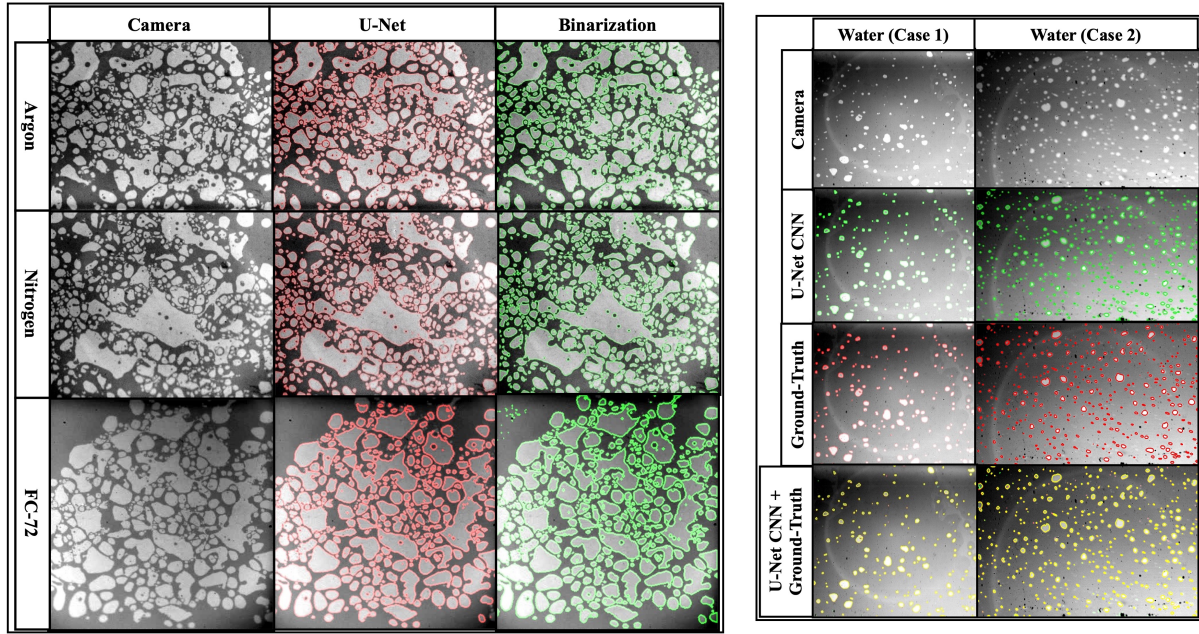 Camera
U-Net
Binarization
Argon
Nitrogen
FC-72
Water (Case 1)
Water (Case 2)
Camera
U-Net CNN
Ground-Truth
U-Net CNN +
Ground-Truth